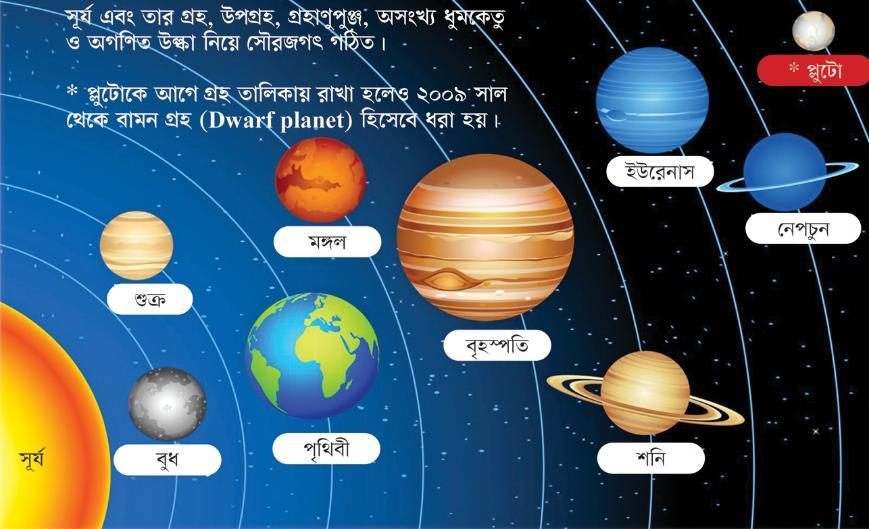 সূর্য এবং তার গ্রহ, উপগ্রহ, গ্রহাণুপুঞ্জ, অসংখ্য ধুমকেতু
ও অগণিত উল্কা নিয়ে সৌরজগৎ গঠিত।
* প্লুটোকে আগে গ্রহ তালিকায় রাখা হলেও ২০০৯ সাল
থেকে বামন গ্রহ (Dwarf planet) হিসেবে ধরা হয়।
* প্লুটো
ইউরেনাস
নেপচুন
মঙ্গল
শুক্র
বৃহস্পতি
পৃথিবী
সূর্য
বুধ
শনি